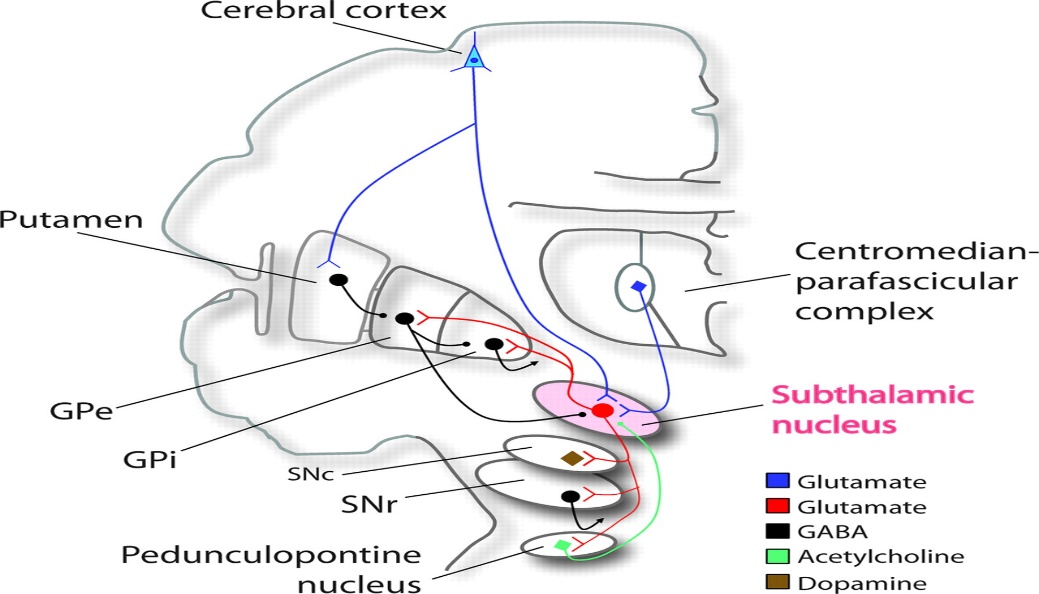 Cerebral cortex
Putamen
Centromedian-
parafascicular
complex
GPe
Subthalamic
nucleus
GPi
SNc
SNr
Pedunculopontine
nucleus
Glutamate
Glutamate
GABA
Acetylcholine
Dopamine